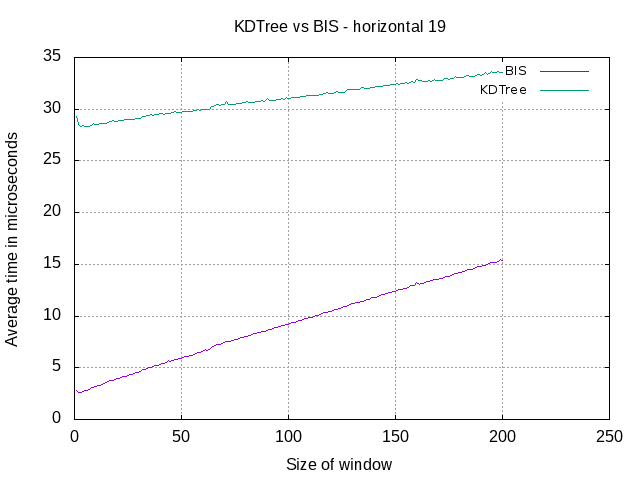 KDTree vs BIS - horizontal 19
BIS
KDTree
35
30
25
20
15
10
5
0
0 50 100 150 200 250
Average time in microseconds
Size of window